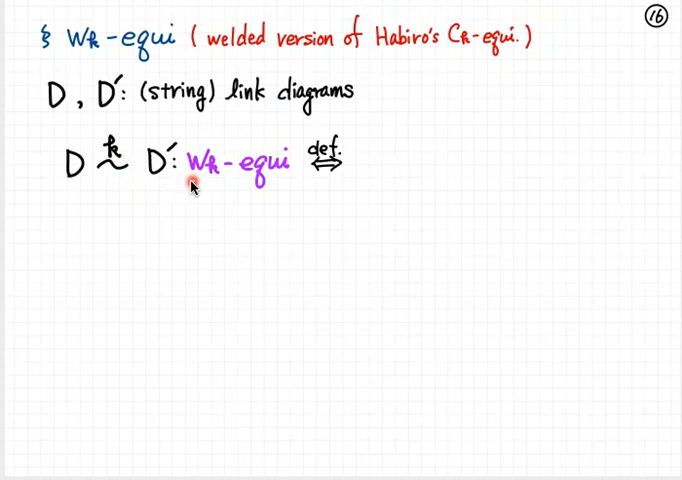 ⑯
§ Wk-equi ( welded version of Habiro's Ck-equi. )
D, D′: (string) link diagrams
D k∼ D′: Wk-equi def. ⇔